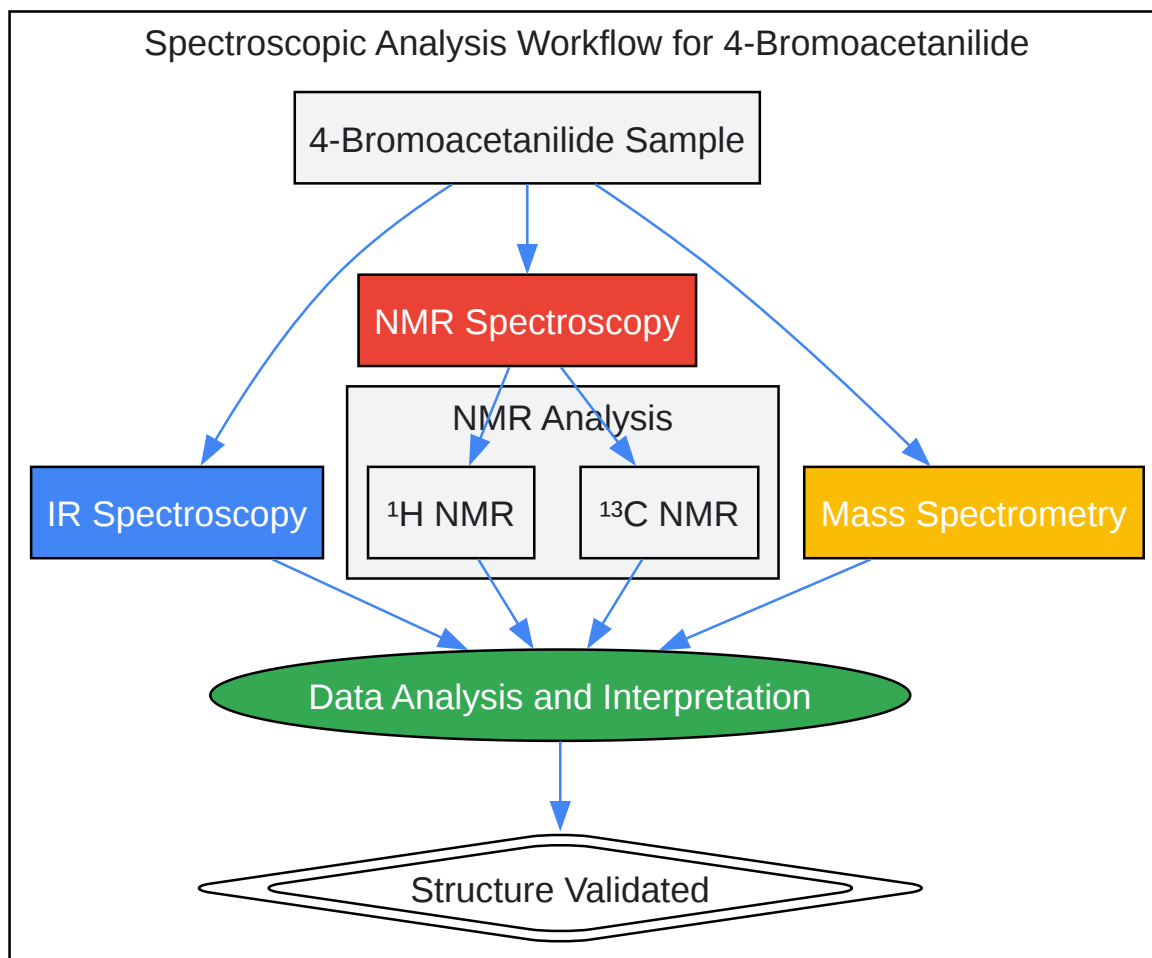 Spectroscopic Analysis Workflow for 4-Bromoacetanilide
4-Bromoacetanilide Sample
NMR Spectroscopy
NMR Analysis
IR Spectroscopy
¹H NMR
¹³C NMR
Mass Spectrometry
Data Analysis and Interpretation
Structure Validated